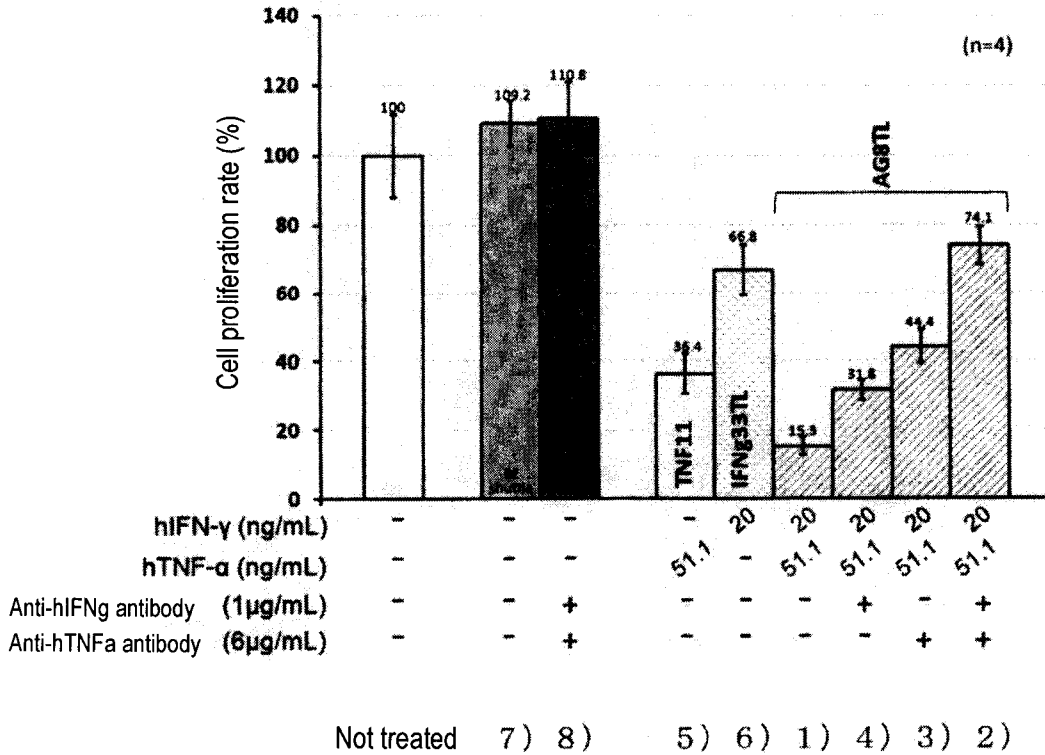 140
120
100
80
60
40
20
0
Cell proliferation rate (%)
(n=4)
100
109.2
110.8
36.4
66.8
15.3
31.8
44.4
74.1
AG8TL
TNF11
IFNg33TL
hIFN-γ (ng/mL) - - - - 20 20 20 20 20
hTNF-α (ng/mL) - - - 51.1 - 51.1 51.1 51.1 51.1
Anti-hIFNg antibody (1μg/mL) - - + - - - + - +
Anti-hTNFa antibody (6μg/mL) - - + - - - - + +
Not treated 7) 8) 5) 6) 1) 4) 3) 2)